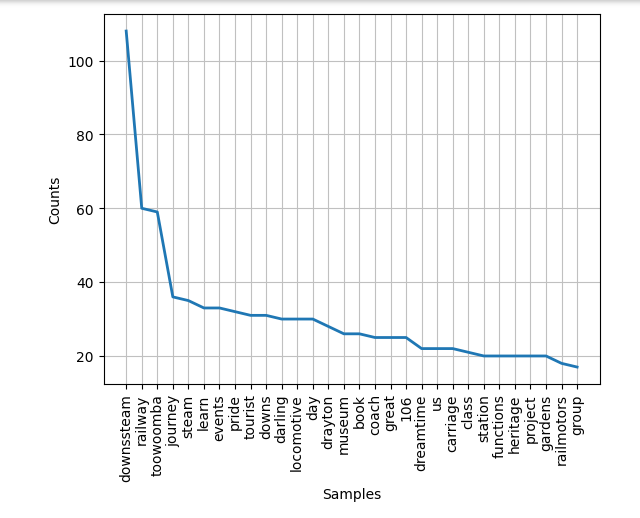 100
80
60
40
20
Counts
downssteam
railway
toowoomba
journey
steam
learn
events
pride
tourist
downs
darling
locomotive
day
drayton
museum
book
coach
great
106
dreamtime
us
carriage
class
station
functions
heritage
project
gardens
railmotors
group
Samples